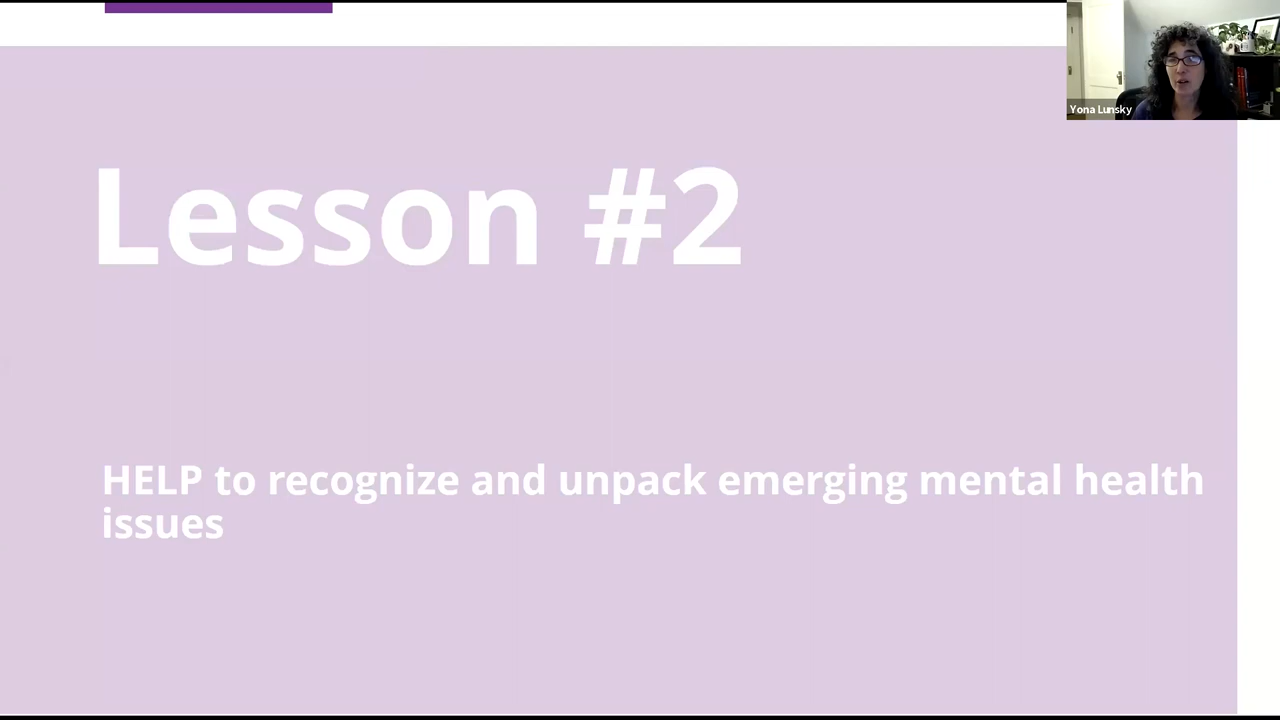 Yona Lunsky
Lesson #2
HELP to recognize and unpack emerging mental health
issues